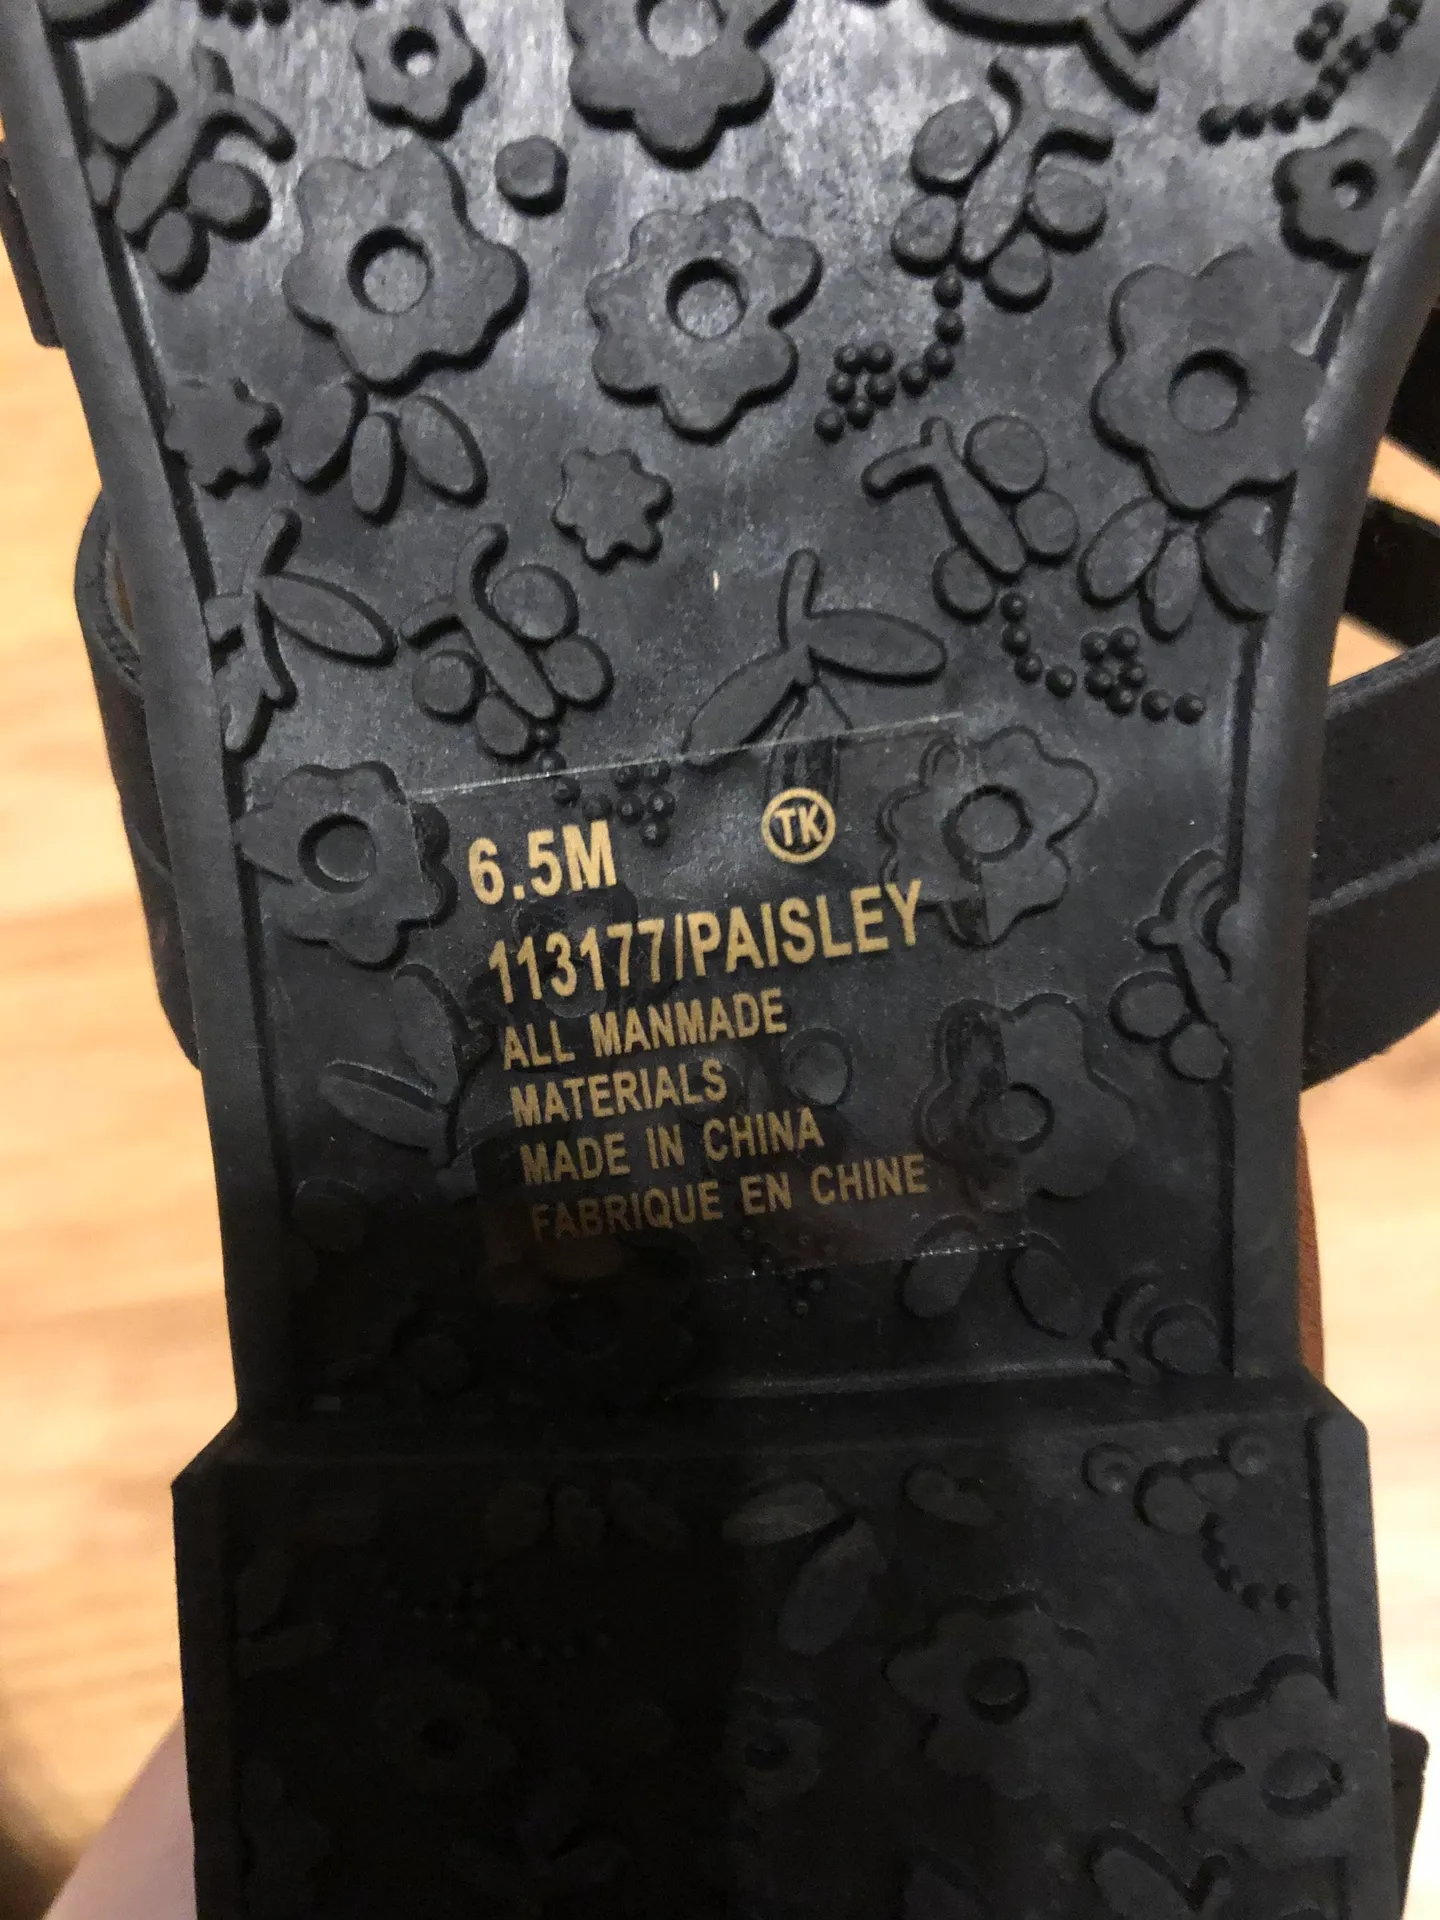 6.5M TK
113177/PAISLEY
ALL MANMADE
MATERIALS
MADE IN CHINA
FABRIQUE EN CHINE